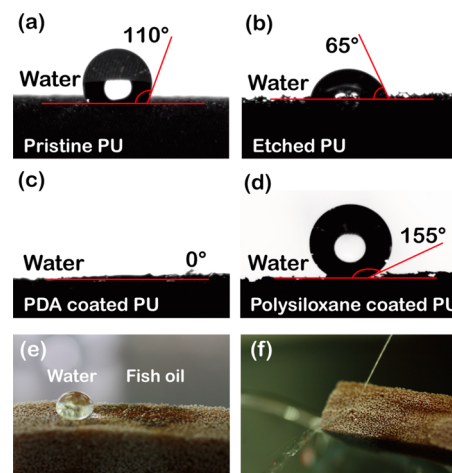 (a)
110°
Water
Pristine PU
(b)
65°
Water
Etched PU
(c)
Water
0°
PDA coated PU
(d)
155°
Water
Polysiloxane coated PU
(e)
Water
Fish oil
(f)